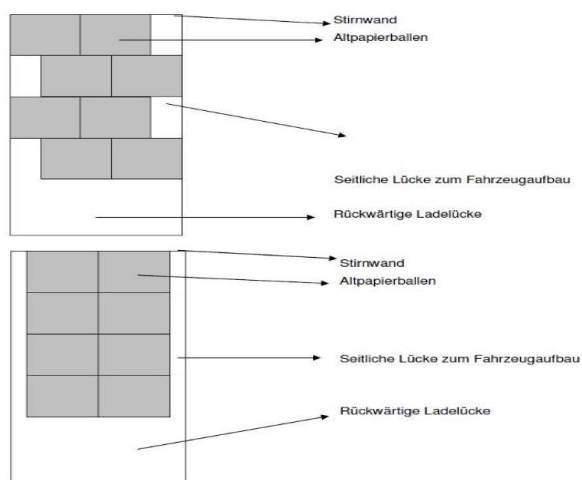 Stirnwand
Altpapierballen
Seitliche Lücke zum Fahrzeugaufbau
Rückwärtige Ladelücke
Stirnwand
Altpapierballen
Seitliche Lücke zum Fahrzeugaufbau
Rückwärtige Ladelücke